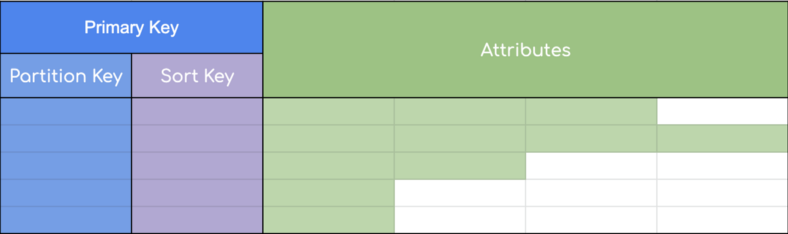 Primary Key
Attributes
Partition Key
Sort Key